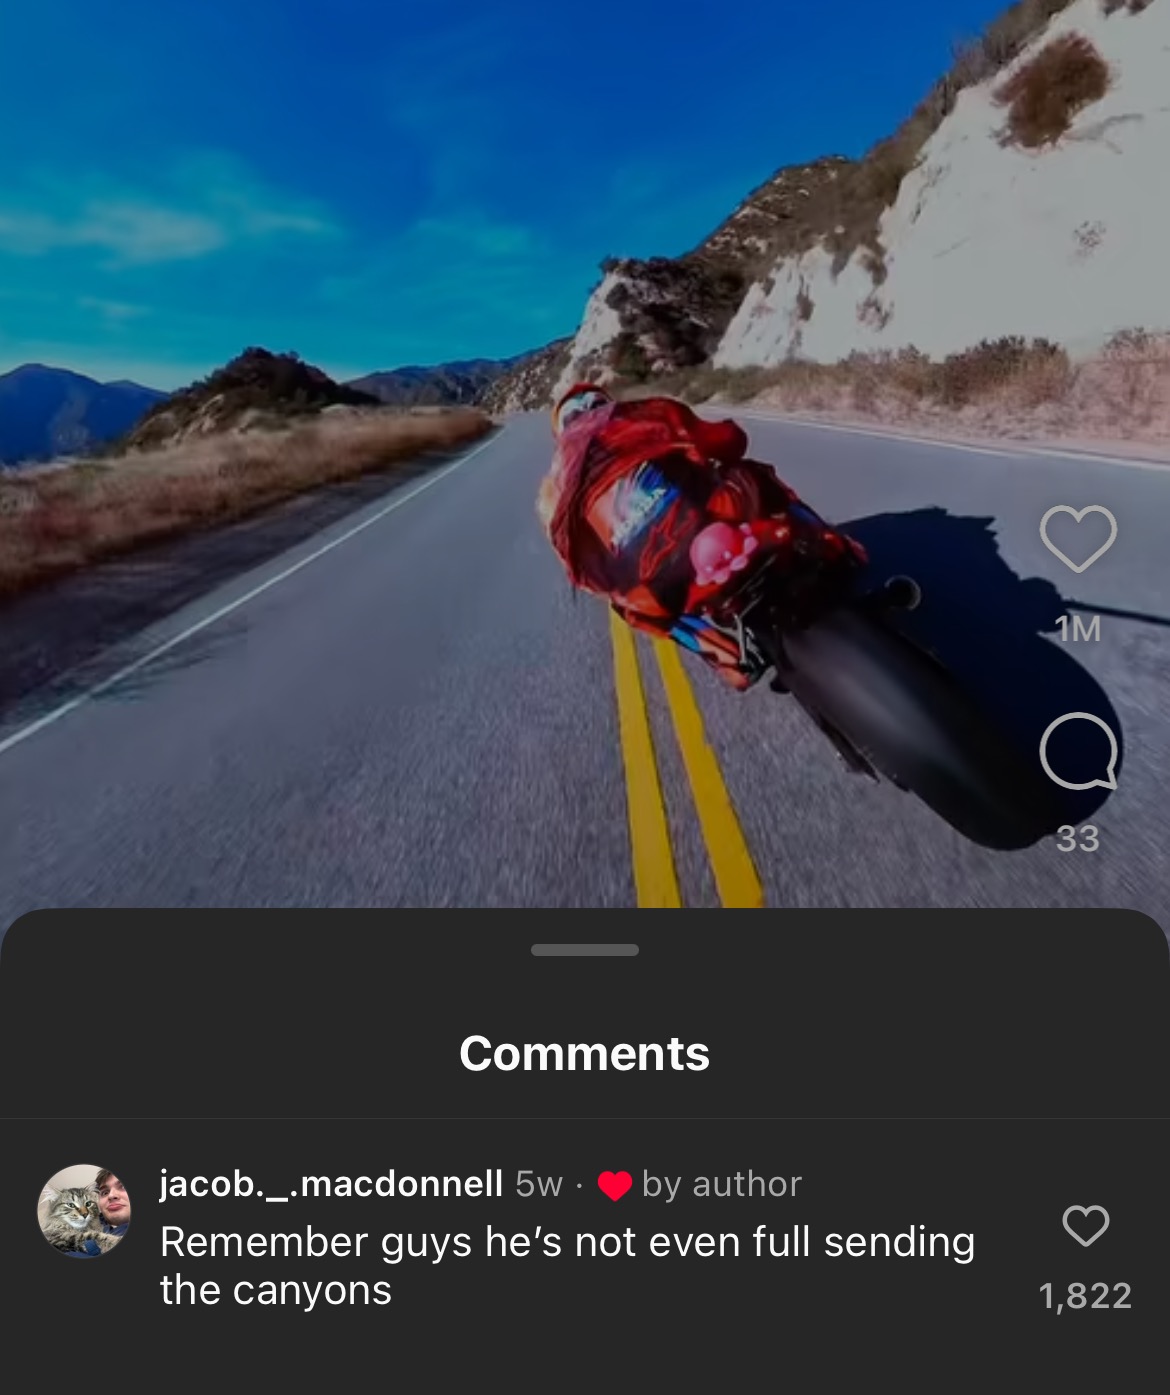 1M
33
Comments
jacob._.macdonnell 5w · ❤️ by author
Remember guys he’s not even full sending
the canyons
1,822